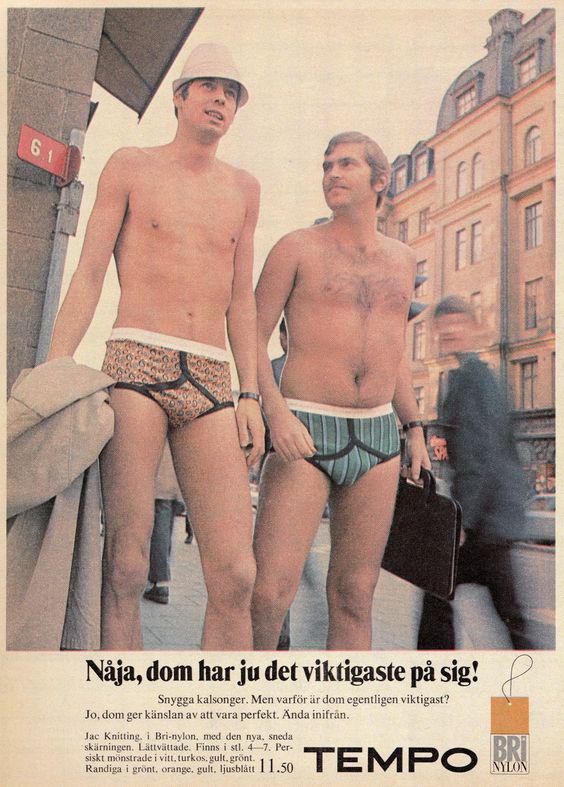 6.1
Nåja, dom har ju det viktigaste på sig!
Snygga kalsonger. Men varför är dom egentligen viktigast?
Jo, dom ger känslan av att vara perfekt. Ända inifrån.
Jac Knitting, i Bri-nylon, med den nya, sneda
skärningen. Lättvättade. Finns i stl. 4—7. Per-
siskt mönstrade i vitt, turkos, gult, grönt.
Randiga i grönt, orange, gult, ljusblått 11.50
TEMPO
BRi
NYLON